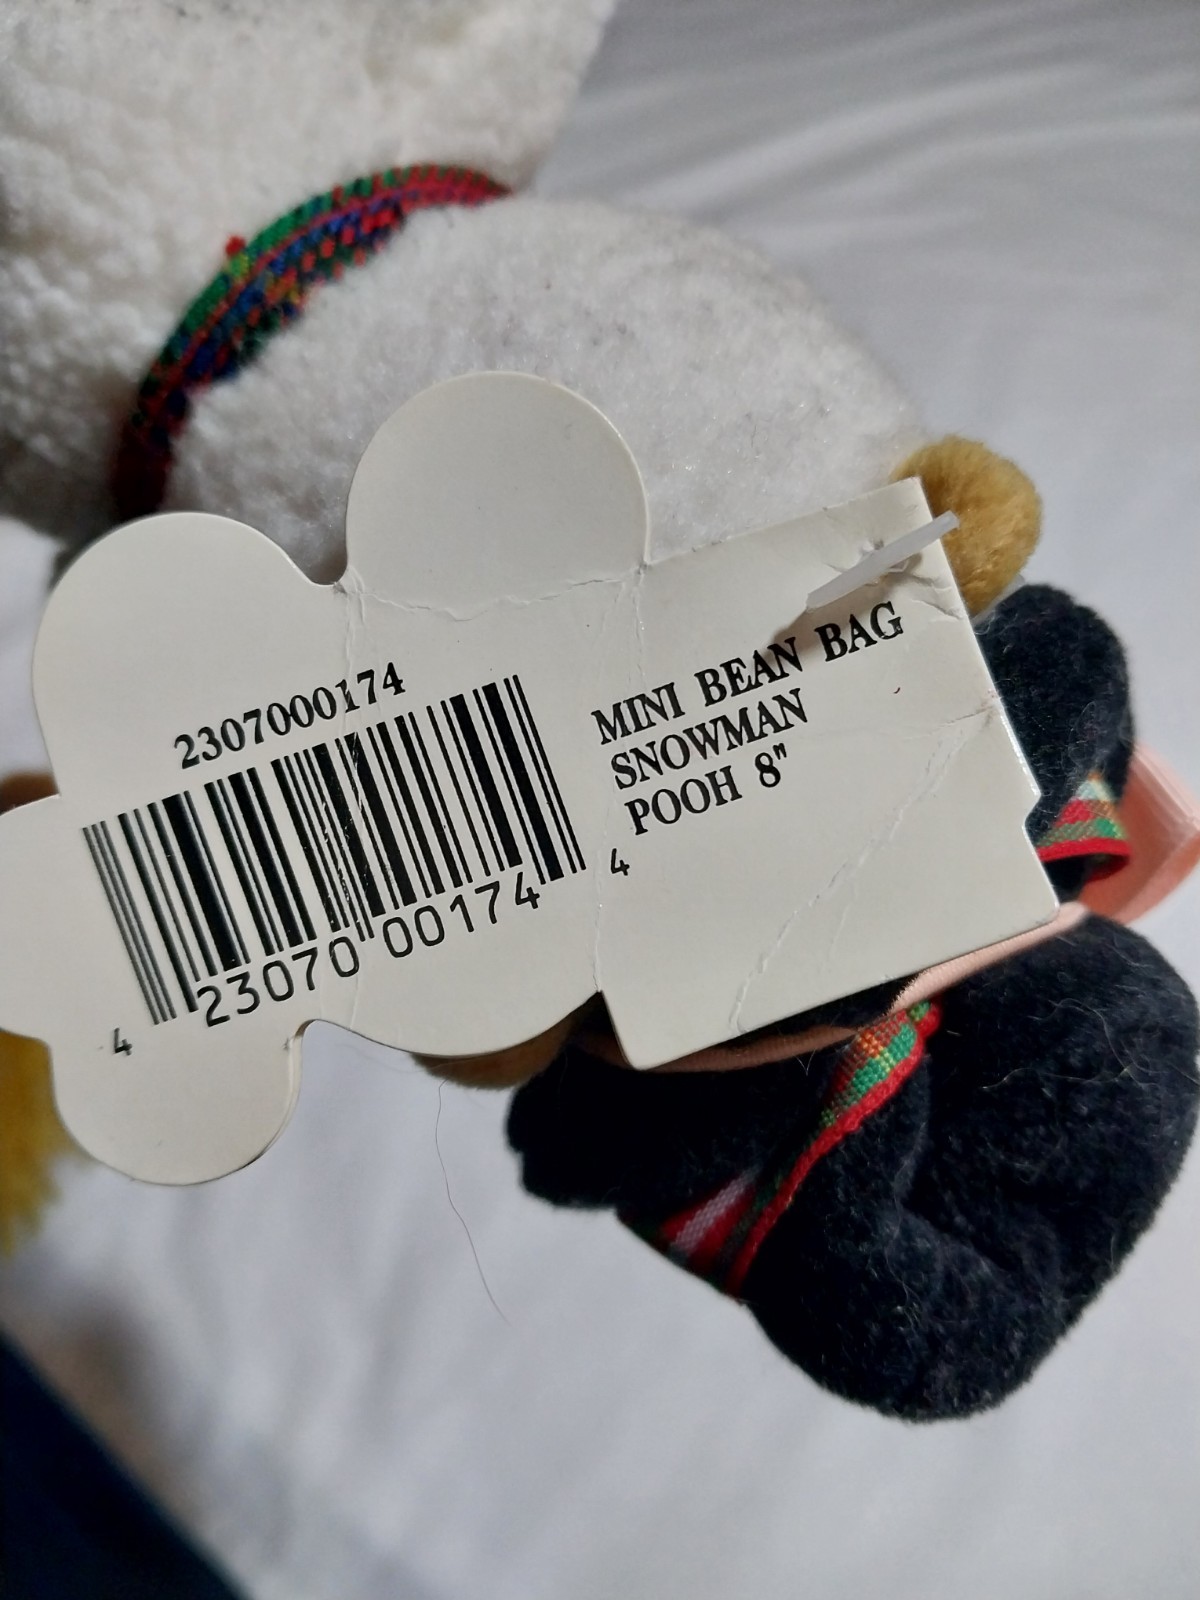 2307000174
4 23070 00174 4
MINI BEAN BAG
SNOWMAN
POOH 8"